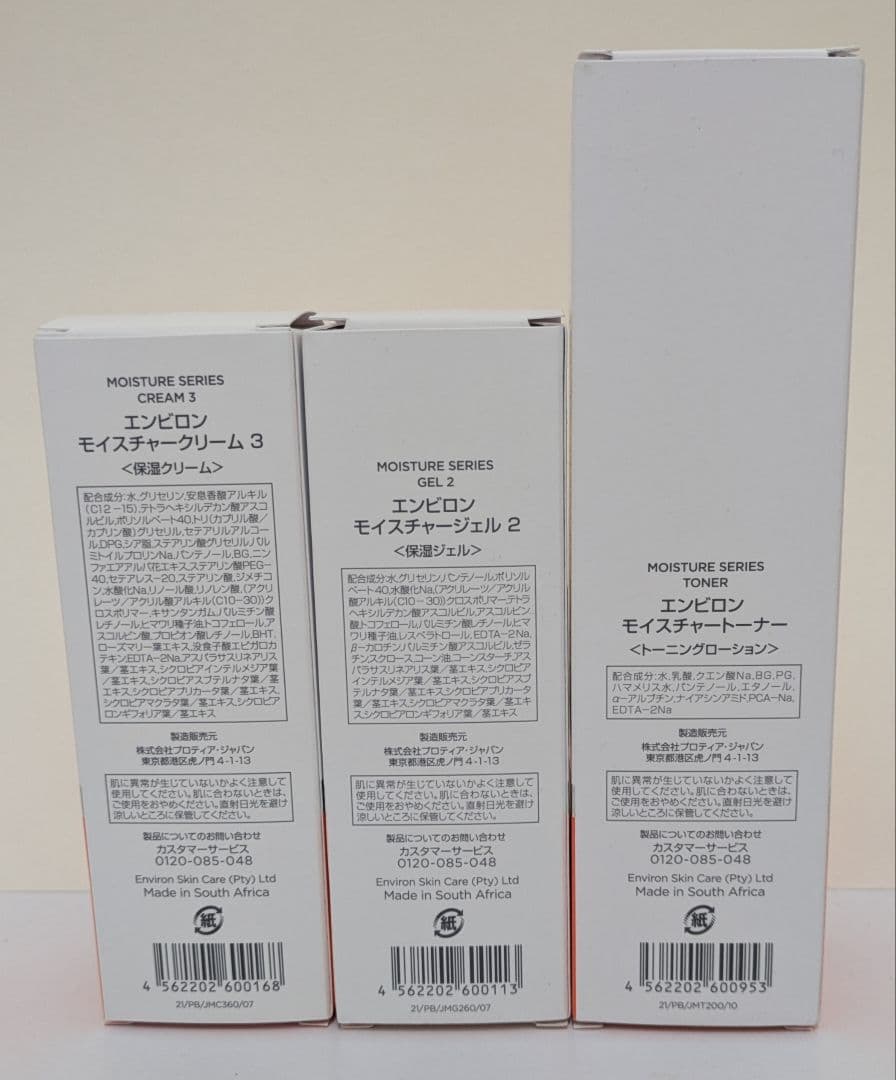 MOISTURE SERIES
CREAM 3
エンビロン
モイスチャークリーム 3
<保湿クリーム>
配合成分:水,グリセリン,安息香酸アルキル
(C12-15),テトラヘキシルデカン酸アスコ
ルビル,ポリソルベート40,トリ(カプリル酸/
カプリン酸)グリセリル,セテアリルアルコー
ル,DPG,シア脂,ステアリン酸グリセリル,パル
ミトイルプロリンNa,パンテノール,BG,ニン
ファエアアルバ花エキス,ステアリン酸PEG-
40,セテアレス-20,ステアリン酸,ジメチコ
ン,水酸化Na,リノール酸,リノレン酸,(アクリ
レーツ/アクリル酸アルキル(C10-30))ク
ロスポリマー,キサンタンガム,パルミチン酸
レチノール,ヒマワリ種子油,トコフェロール,ア
スコルビン酸,プロピオン酸レチノール,BHT,
ローズマリー葉エキス,没食子酸エピガロカ
テキン,EDTA-2Na,アスパラサスリネアリス
葉/茎エキス,シクロピアインテルメジア葉
/茎エキス,シクロピアスブテルナタ葉/茎
エキス,シクロピアプリカータ葉/茎エキス,
シクロピアマクラタ葉/茎エキス,シクロピア
ロンギフォリア葉/茎エキス
製造販売元
株式会社プロティア・ジャパン
東京都港区虎ノ門 4-1-13
肌に異常が生じていないかよく注意して
使用してください。肌に合わないときは、
ご使用をおやめください。直射日光を避け
涼しいところに保管してください。
製品についてのお問い合わせ
カスタマーサービス
0120-085-048
Environ Skin Care (Pty) Ltd
Made in South Africa
紙
4 562202 600168
21/PB/JMC360/07
MOISTURE SERIES
GEL 2
エンビロン
モイスチャージェル 2
<保湿ジェル>
配合成分:水,グリセリン,パンテノール,ポリソル
ベート40,水酸化Na,(アクリレーツ/アクリル
酸アルキル(C10-30))クロスポリマー,テトラ
ヘキシルデカン酸アスコルビル,アスコルビン
酸,トコフェロール,パルミチン酸レチノール,ヒマ
ワリ種子油,レスベラトロール,EDTA-2Na,
β-カロチン,パルミチン酸アスコルビル,ゼラ
チン,スクロース,コーン油,コーンスターチ,アス
パラサスリネアリス葉/茎エキス,シクロピア
インテルメジア葉/茎エキス,シクロピアスブ
テルナタ葉/茎エキス,シクロピアプリカータ
葉/茎エキス,シクロピアマクラタ葉/茎エキ
ス,シクロピアロンギフォリア葉/茎エキス
製造販売元
株式会社プロティア・ジャパン
東京都港区虎ノ門 4-1-13
肌に異常が生じていないかよく注意して
使用してください。肌に合わないときは、
ご使用をおやめください。直射日光を避け
涼しいところに保管してください。
製品についてのお問い合わせ
カスタマーサービス
0120-085-048
Environ Skin Care (Pty) Ltd
Made in South Africa
紙
4 562202 600113
21/PB/JMG260/07
MOISTURE SERIES
TONER
エンビロン
モイスチャートーナー
<トーニングローション>
配合成分:水,乳酸,クエン酸Na,BG,PG,
ハマメリス水,パンテノール,エタノール,
α-アルブチン,ナイアシンアミド,PCA-Na,
EDTA-2Na
製造販売元
株式会社プロティア・ジャパン
東京都港区虎ノ門 4-1-13
肌に異常が生じていないかよく注意して
使用してください。肌に合わないときは、
ご使用をおやめください。直射日光を避け
涼しいところに保管してください。
製品についてのお問い合わせ
カスタマーサービス
0120-085-048
Environ Skin Care (Pty) Ltd
Made in South Africa
紙
4 562202 600953
21/PB/JMT200/10